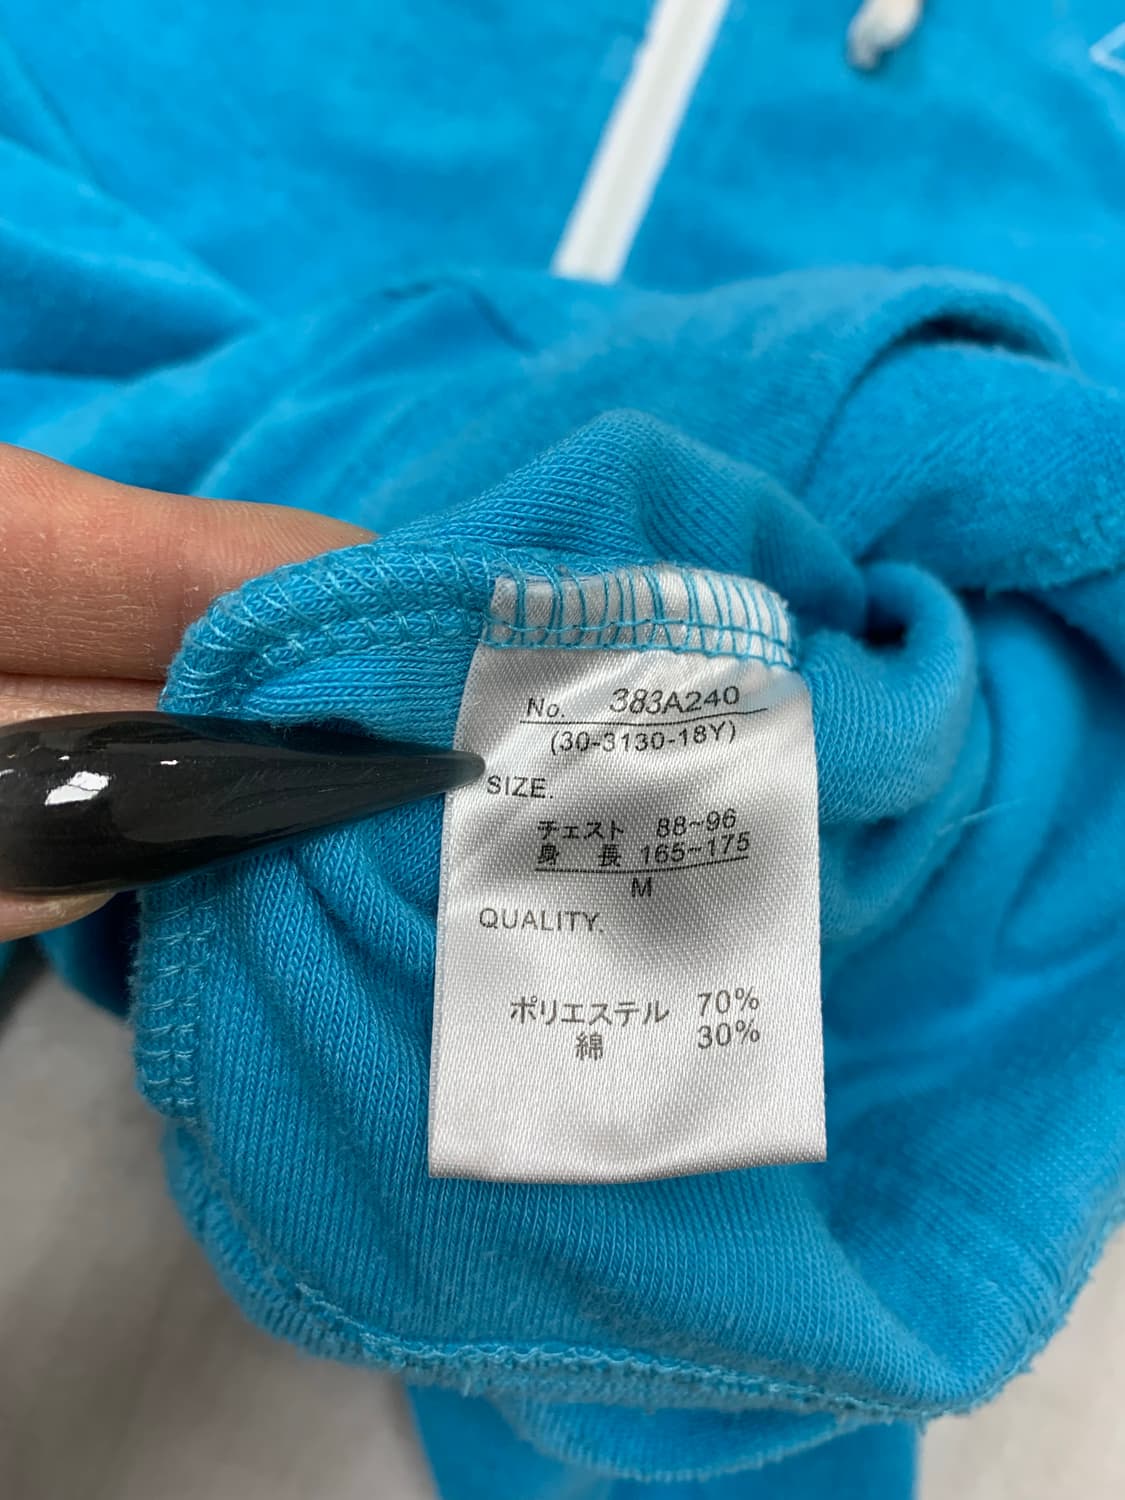 No. 383A240
(30-3130-18Y)
SIZE.
チェスト 88~96
身 長 165~175
M
QUALITY.
ポリエステル 70%
綿 30%